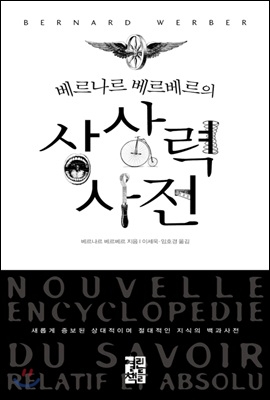 BERNARD WERBER
베르나르 베르베르의
상상력
사전
베르나르 베르베르 지음 | 이세욱·임호경 옮김
NOUVELLE
ENCYCLOPEDIE
새롭게 증보된 상대적이며 절대적인 지식의 백과사전
DU SAVOIR
RELATIF ET ABSOLU
열린책들